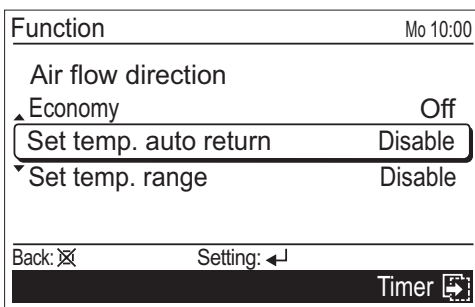 Function Mo 10:00
Air flow direction
Economy Off
Set temp. auto return Disable
Set temp. range Disable
Back: Setting:
Timer